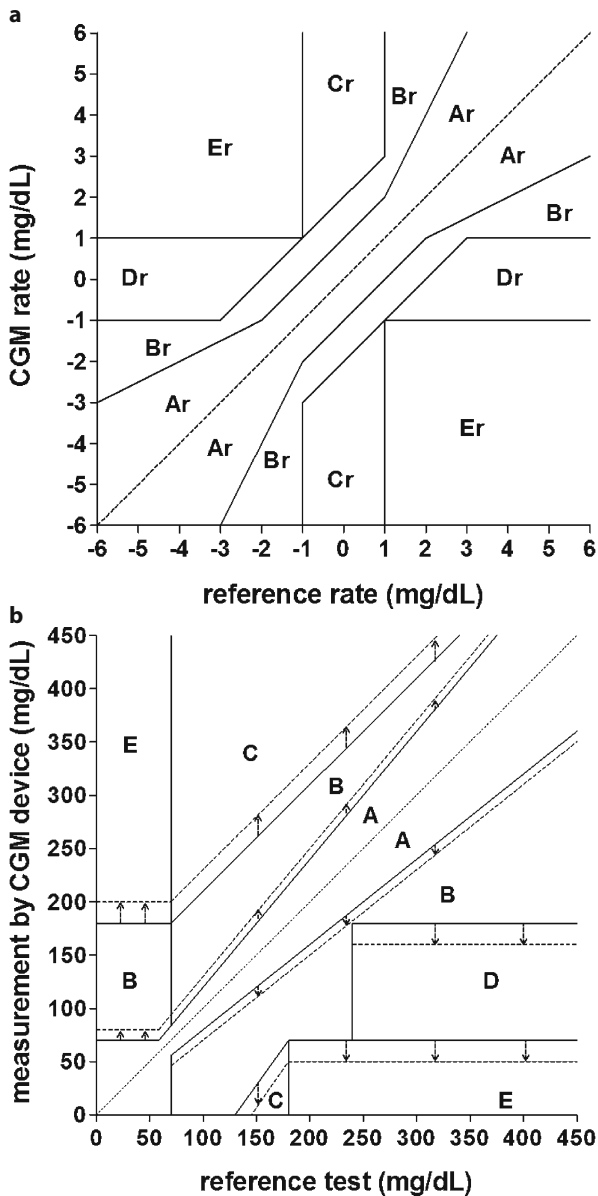 a
6
5
4
3
2
1
0
-1
-2
-3
-4
-5
-6
CGM rate (mg/dL)
Cr
Br
Ar
Er
Ar
Br
Dr
Dr
Br
Ar
Er
Ar
Br
Cr
-6 -5 -4 -3 -2 -1 0 1 2 3 4 5 6
reference rate (mg/dL)
b
450
400
350
300
250
200
150
100
50
0
measurement by CGM device (mg/dL)
E
C
B
A
A
B
B
D
C
E
0 50 100 150 200 250 300 350 400 450
reference test (mg/dL)